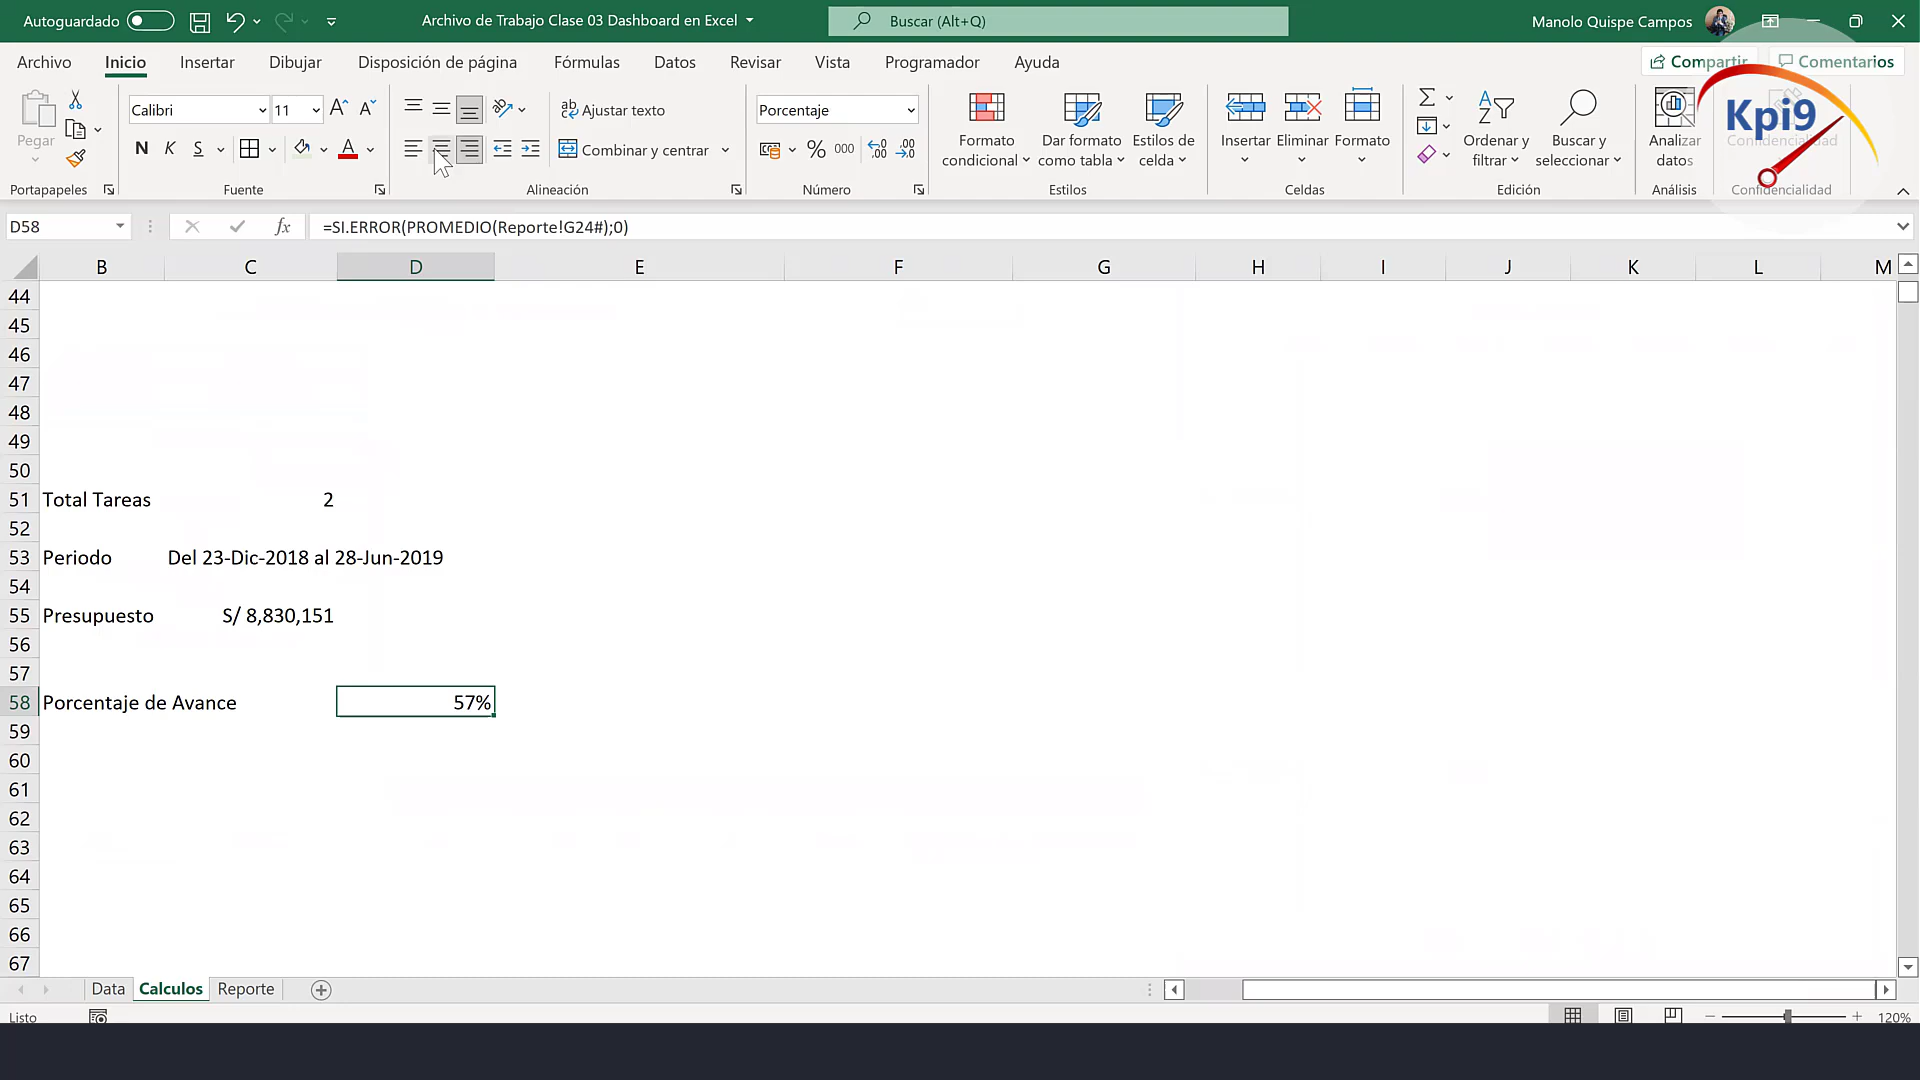 Autoguardado
Archivo de Trabajo Clase 03 Dashboard en Excel
Buscar (Alt+Q)
Manolo Quispe Campos
Archivo Inicio Insertar Dibujar Disposición de página Fórmulas Datos Revisar Vista Programador Ayuda
Compartir Comentarios
Kpi9
Pegar
Calibri 11
Ajustar texto
Porcentaje
N K S A
Combinar y centrar
% 000
Formato condicional
Dar formato como tabla
Estilos de celda
Insertar Eliminar Formato
Ordenar y filtrar
Buscar y seleccionar
Analizar datos
Confidencialidad
Portapapeles Fuente Alineación Número Estilos Celdas Edición Análisis Confidencialidad
D58 fx =SI.ERROR(PROMEDIO(Reporte!G24#);0)
B C D E F G H I J K L M
44
45
46
47
48
49
50
51 Total Tareas 2
52
53 Periodo Del 23-Dic-2018 al 28-Jun-2019
54
55 Presupuesto S/ 8,830,151
56
57
58 Porcentaje de Avance 57%
59
60
61
62
63
64
65
66
67
Data Calculos Reporte
Listo
120%